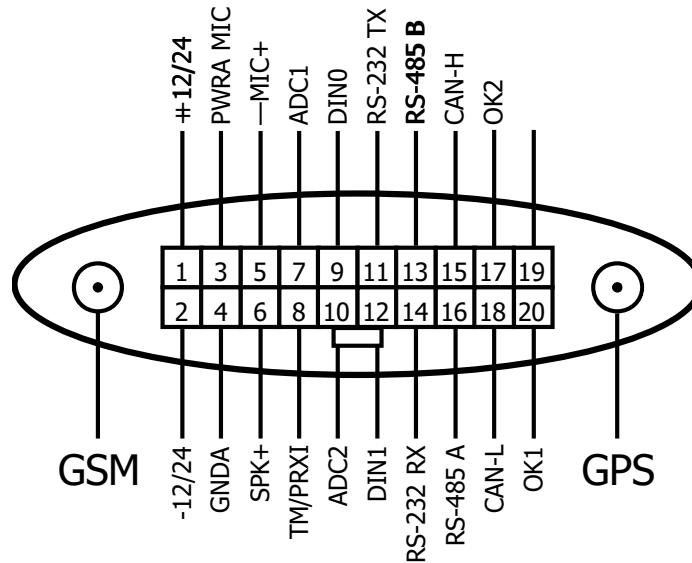 +12/24
PWRA MIC
—MIC+
ADC1
DIN0
RS-232 TX
RS-485 B
CAN-H
OK2
1 3 5 7 9 11 13 15 17 19
2 4 6 8 10 12 14 16 18 20
GSM
GPS
-12/24
GNDA
SPK+
TM/PRXI
ADC2
DIN1
RS-232 RX
RS-485 A
CAN-L
OK1